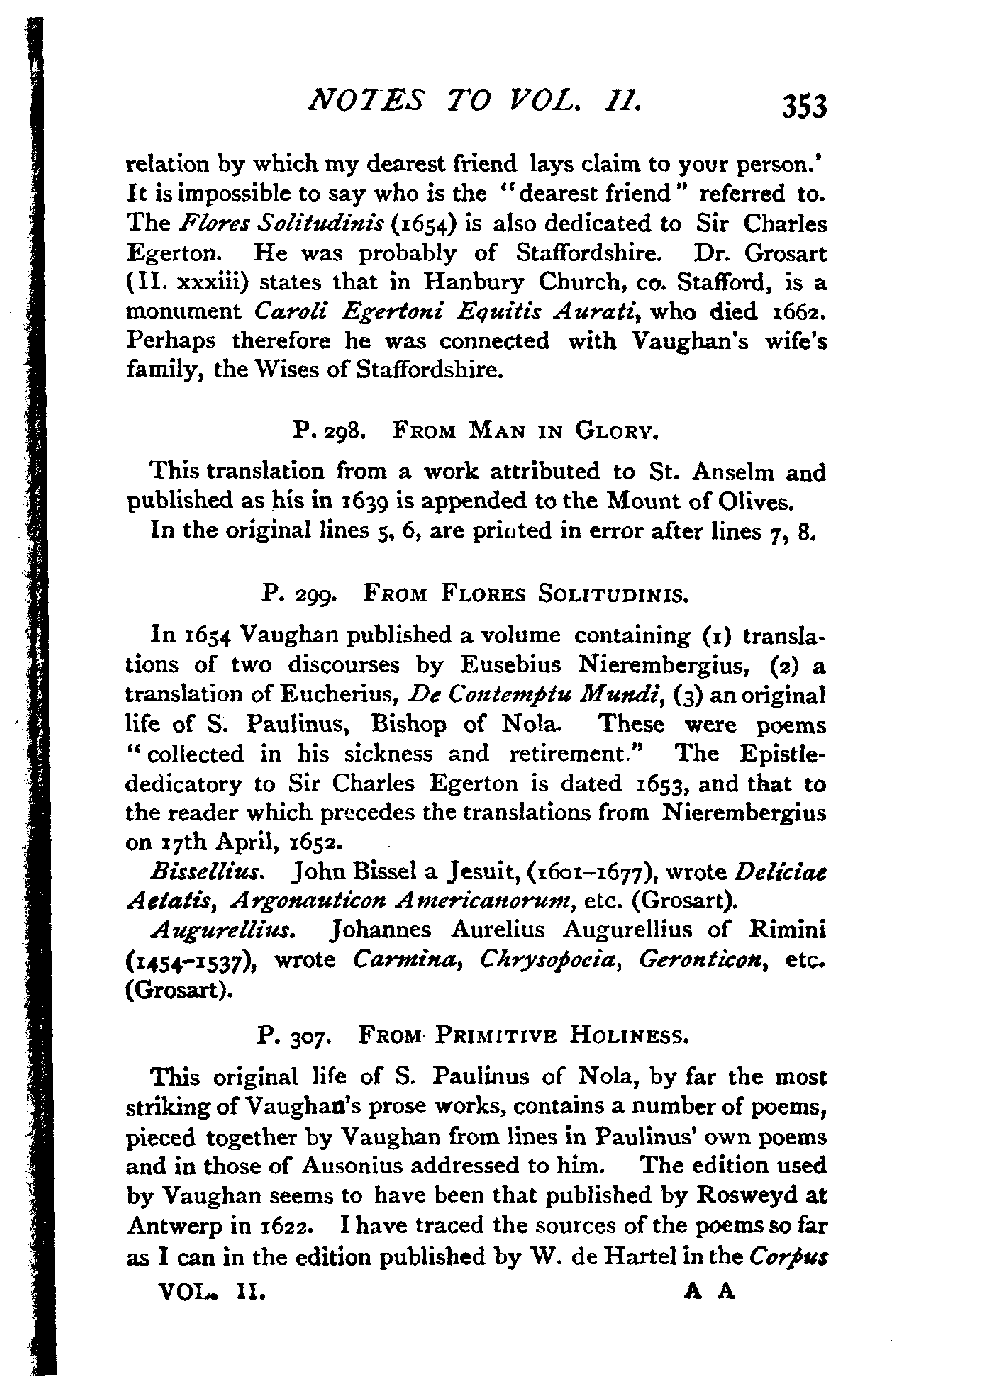 NOTES TO VOL. II. 353
relation by which my dearest friend lays claim to your person.'
It is impossible to say who is the "dearest friend" referred to.
The Flores Solitudinis (1654) is also dedicated to Sir Charles
Egerton. He was probably of Staffordshire. Dr. Grosart
(II. xxxiii) states that in Hanbury Church, co. Stafford, is a
monument Caroli Egertoni Equitis Aurati, who died 1662.
Perhaps therefore he was connected with Vaughan's wife's
family, the Wises of Staffordshire.
P. 298. FROM MAN IN GLORY.
This translation from a work attributed to St. Anselm and
published as his in 1639 is appended to the Mount of Olives.
In the original lines 5, 6, are printed in error after lines 7, 8.
P. 299. FROM FLORES SOLITUDINIS.
In 1654 Vaughan published a volume containing (1) transla-
tions of two discourses by Eusebius Nierembergius, (2) a
translation of Eucherius, De Contemptu Mundi, (3) an original
life of S. Paulinus, Bishop of Nola. These were poems
"collected in his sickness and retirement." The Epistle-
dedicatory to Sir Charles Egerton is dated 1653, and that to
the reader which precedes the translations from Nierembergius
on 17th April, 1652.
Bissellius. John Bissel a Jesuit, (1601–1677), wrote Deliciae
Aetatis, Argonauticon Americanorum, etc. (Grosart).
Augurellius. Johannes Aurelius Augurellius of Rimini
(1454–1537), wrote Carmina, Chrysopoeia, Geronticon, etc.
(Grosart).
P. 307. FROM PRIMITIVE HOLINESS.
This original life of S. Paulinus of Nola, by far the most
striking of Vaughan's prose works, contains a number of poems,
pieced together by Vaughan from lines in Paulinus' own poems
and in those of Ausonius addressed to him. The edition used
by Vaughan seems to have been that published by Rosweyd at
Antwerp in 1622. I have traced the sources of the poems so far
as I can in the edition published by W. de Hartel in the Corpus
VOL. II. A A